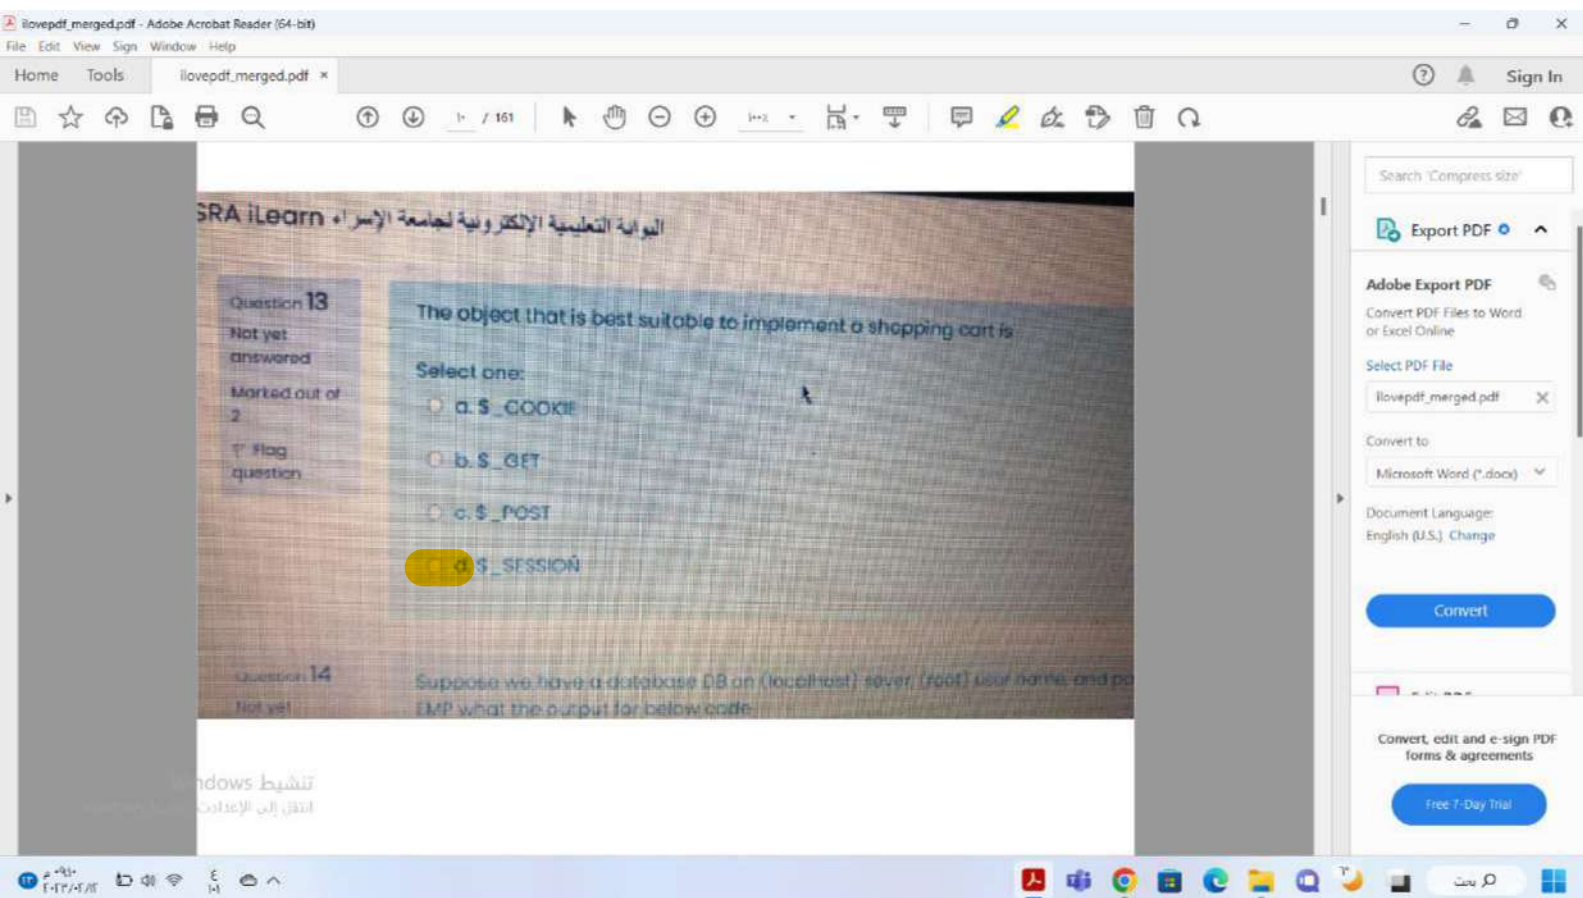 ilovepdf_merged.pdf - Adobe Acrobat Reader (64-bit)
File Edit View Sign Window Help
Home Tools ilovepdf_merged.pdf ×
Sign In
١٠ / 161
١٠٠٪
Search 'Compress size'
Export PDF
Adobe Export PDF
Convert PDF Files to Word
or Excel Online
Select PDF File
ilovepdf_merged.pdf
Convert to
Microsoft Word (*.docx)
Document Language:
English (U.S.) Change
Convert
Convert, edit and e-sign PDF
forms & agreements
Free 7-Day Trial
SRA iLearn البوابة التعليمية الإلكترونية لجامعة الإسراء
Question 13
Not yet
answered
Marked out of
2
Flag
question
The object that is best suitable to implement a shopping cart is
Select one:
a. $_COOKIE
b. $_GET
c. $_POST
d. $_SESSION
Question 14
Not yet
Suppose we have a database DB on (localhost) sever, (root) user name, and
EMP what the output for below code
تنشيط Windows
انتقل إلى الإعدادات
بحث